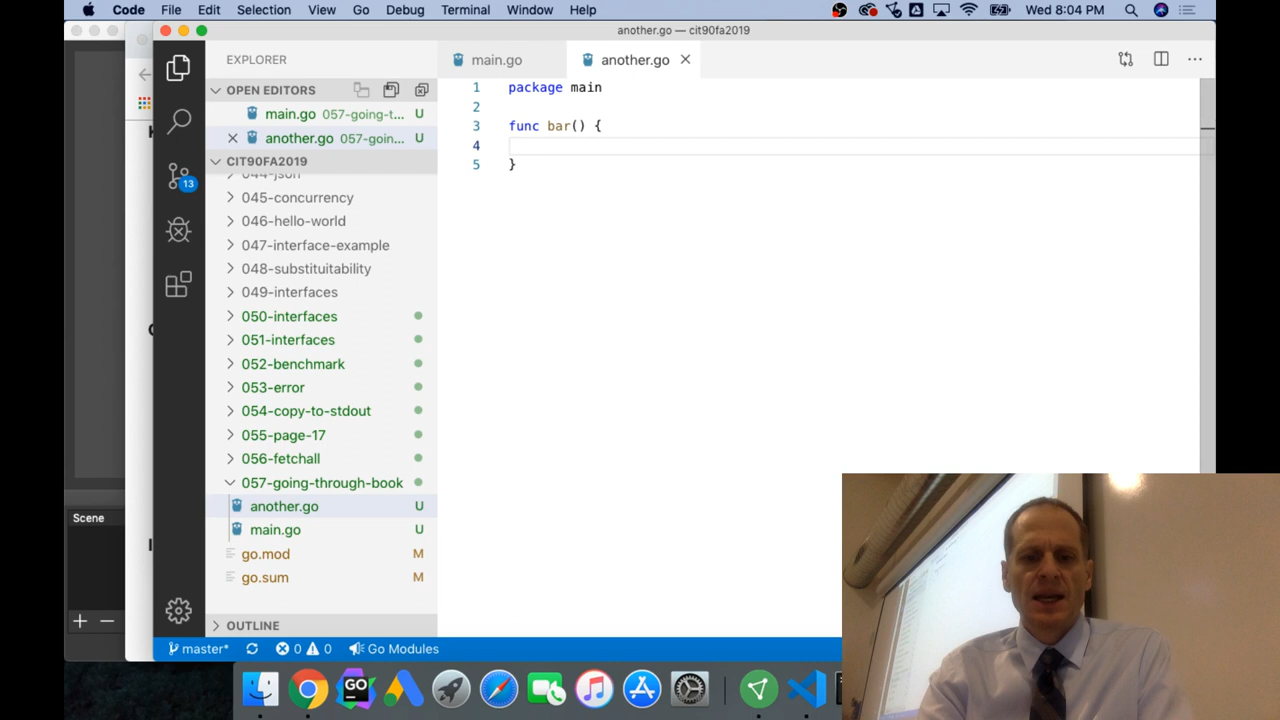 Code File Edit Selection View Go Debug Terminal Window Help Wed 8:04 PM
another.go — cit90fa2019
EXPLORER
main.go
another.go
OPEN EDITORS
main.go 057-going-t... U
another.go 057-goin... U
CIT90FA2019
044-json
045-concurrency
046-hello-world
047-interface-example
048-substituitability
049-interfaces
050-interfaces
051-interfaces
052-benchmark
053-error
054-copy-to-stdout
055-page-17
056-fetchall
057-going-through-book
another.go U
main.go U
go.mod M
go.sum M
OUTLINE
13
1 package main
2
3 func bar() {
4
5 }
Scene
master* 0 0 Go Modules
GO